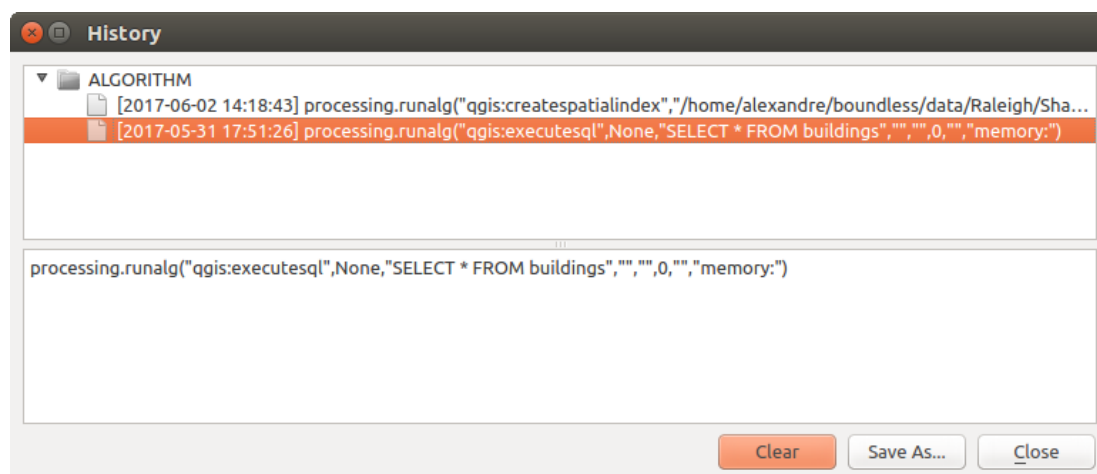 History
ALGORITHM
[2017-06-02 14:18:43] processing.runalg("qgis:createspatialindex","/home/alexandre/boundless/data/Raleigh/Sha...
[2017-05-31 17:51:26] processing.runalg("qgis:executesql",None,"SELECT * FROM buildings","","",0,"","memory:")
processing.runalg("qgis:executesql",None,"SELECT * FROM buildings","","",0,"","memory:")
Clear Save As... Close